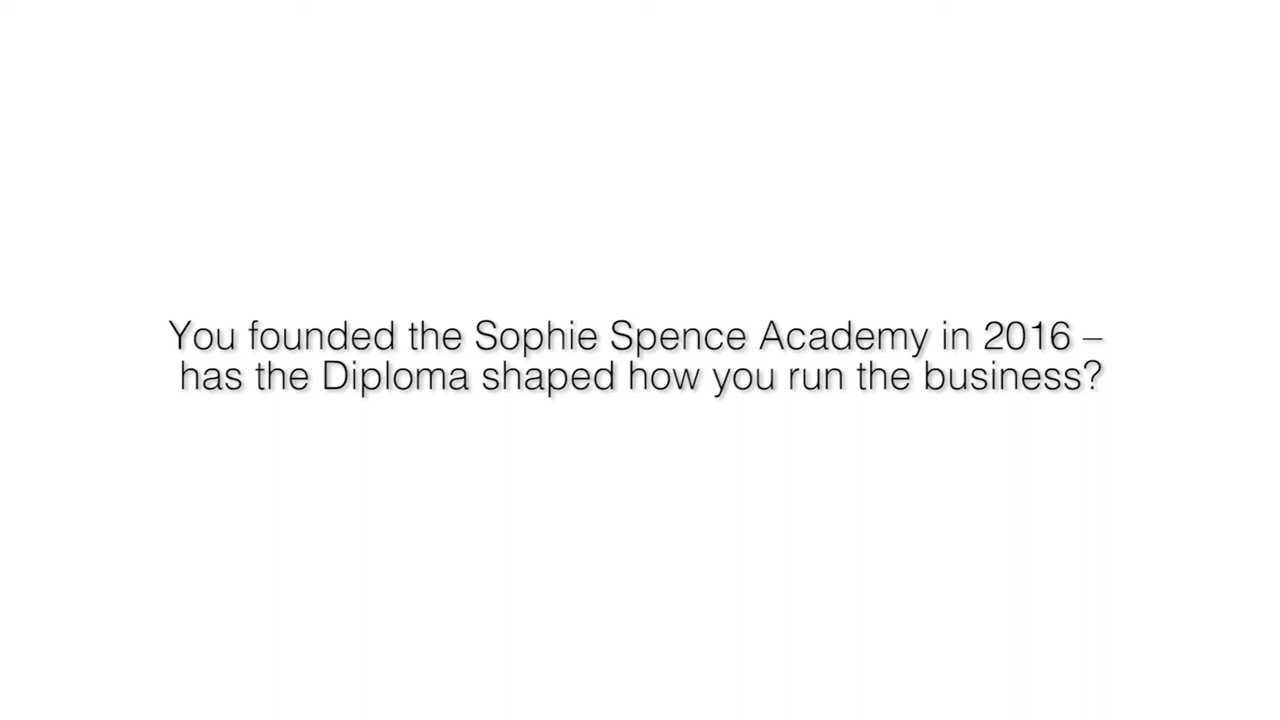 You founded the Sophie Spence Academy in 2016 –
has the Diploma shaped how you run the business?